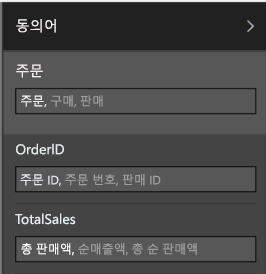 동의어
주문
주문, 구매, 판매
OrderID
주문 ID, 주문 번호, 판매 ID
TotalSales
총 판매액, 순매출액, 총 순 판매액